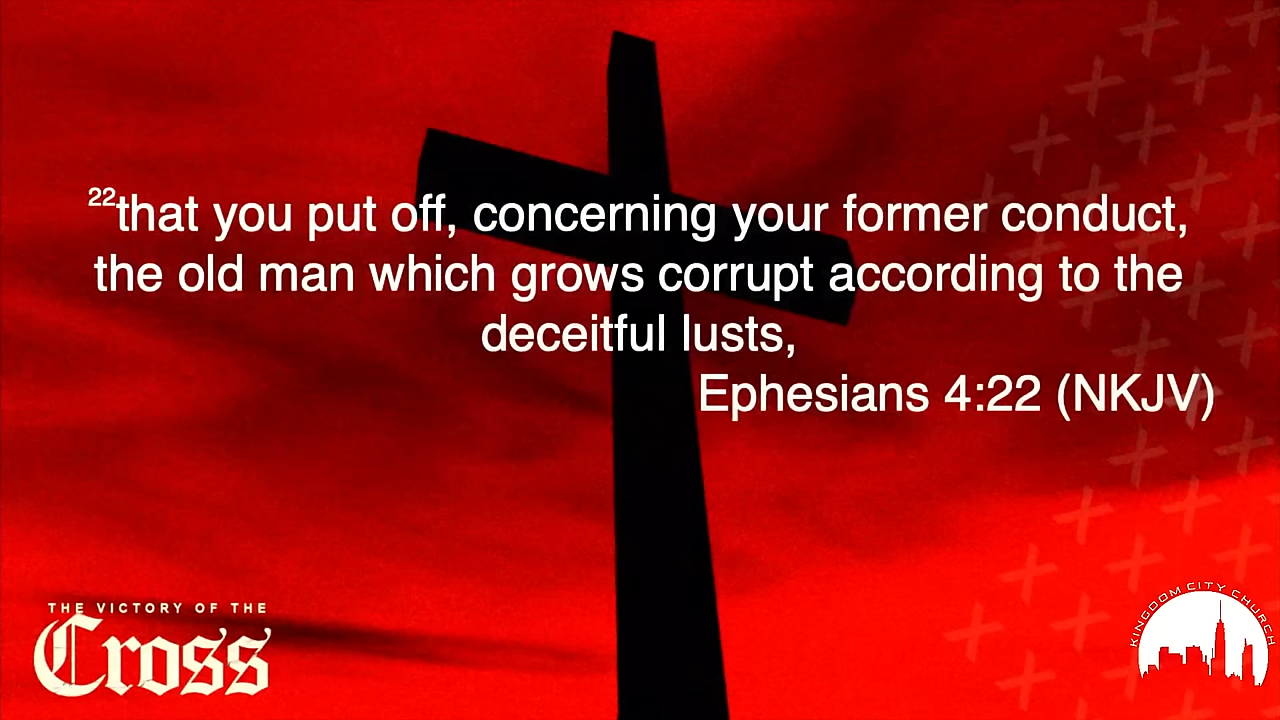 22that you put off, concerning your former conduct,
the old man which grows corrupt according to the
deceitful lusts,
Ephesians 4:22 (NKJV)
THE VICTORY OF THE
Cross
KINGDOM CITY CHURCH